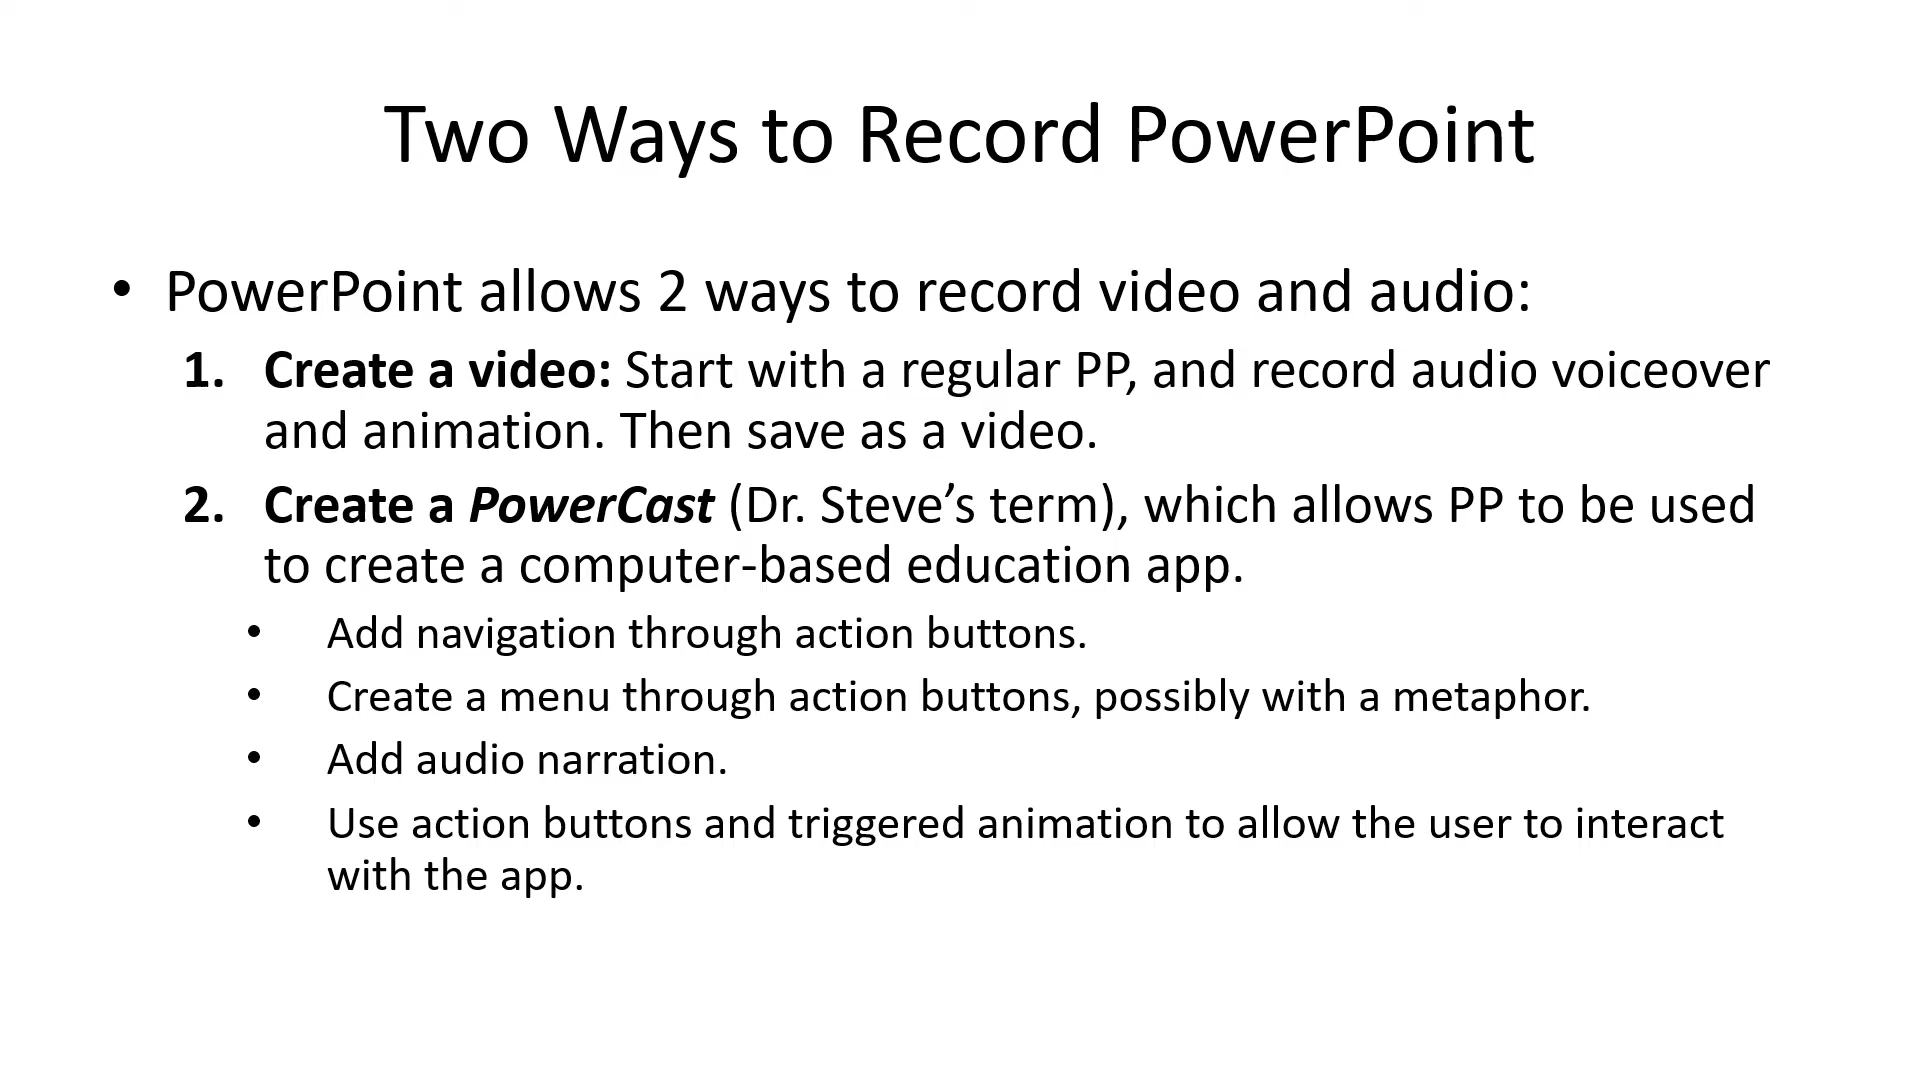 Two Ways to Record PowerPoint
• PowerPoint allows 2 ways to record video and audio:
1. Create a video: Start with a regular PP, and record audio voiceover
and animation. Then save as a video.
2. Create a PowerCast (Dr. Steve’s term), which allows PP to be used
to create a computer-based education app.
• Add navigation through action buttons.
• Create a menu through action buttons, possibly with a metaphor.
• Add audio narration.
• Use action buttons and triggered animation to allow the user to interact
with the app.